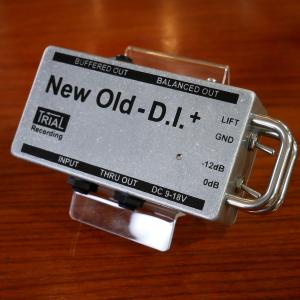 BUFFERED OUT BALANCED OUT
New Old-D.I.+
LIFT
GND
TRIAL
Recording
-12dB
0dB
INPUT THRU OUT DC 9-18V